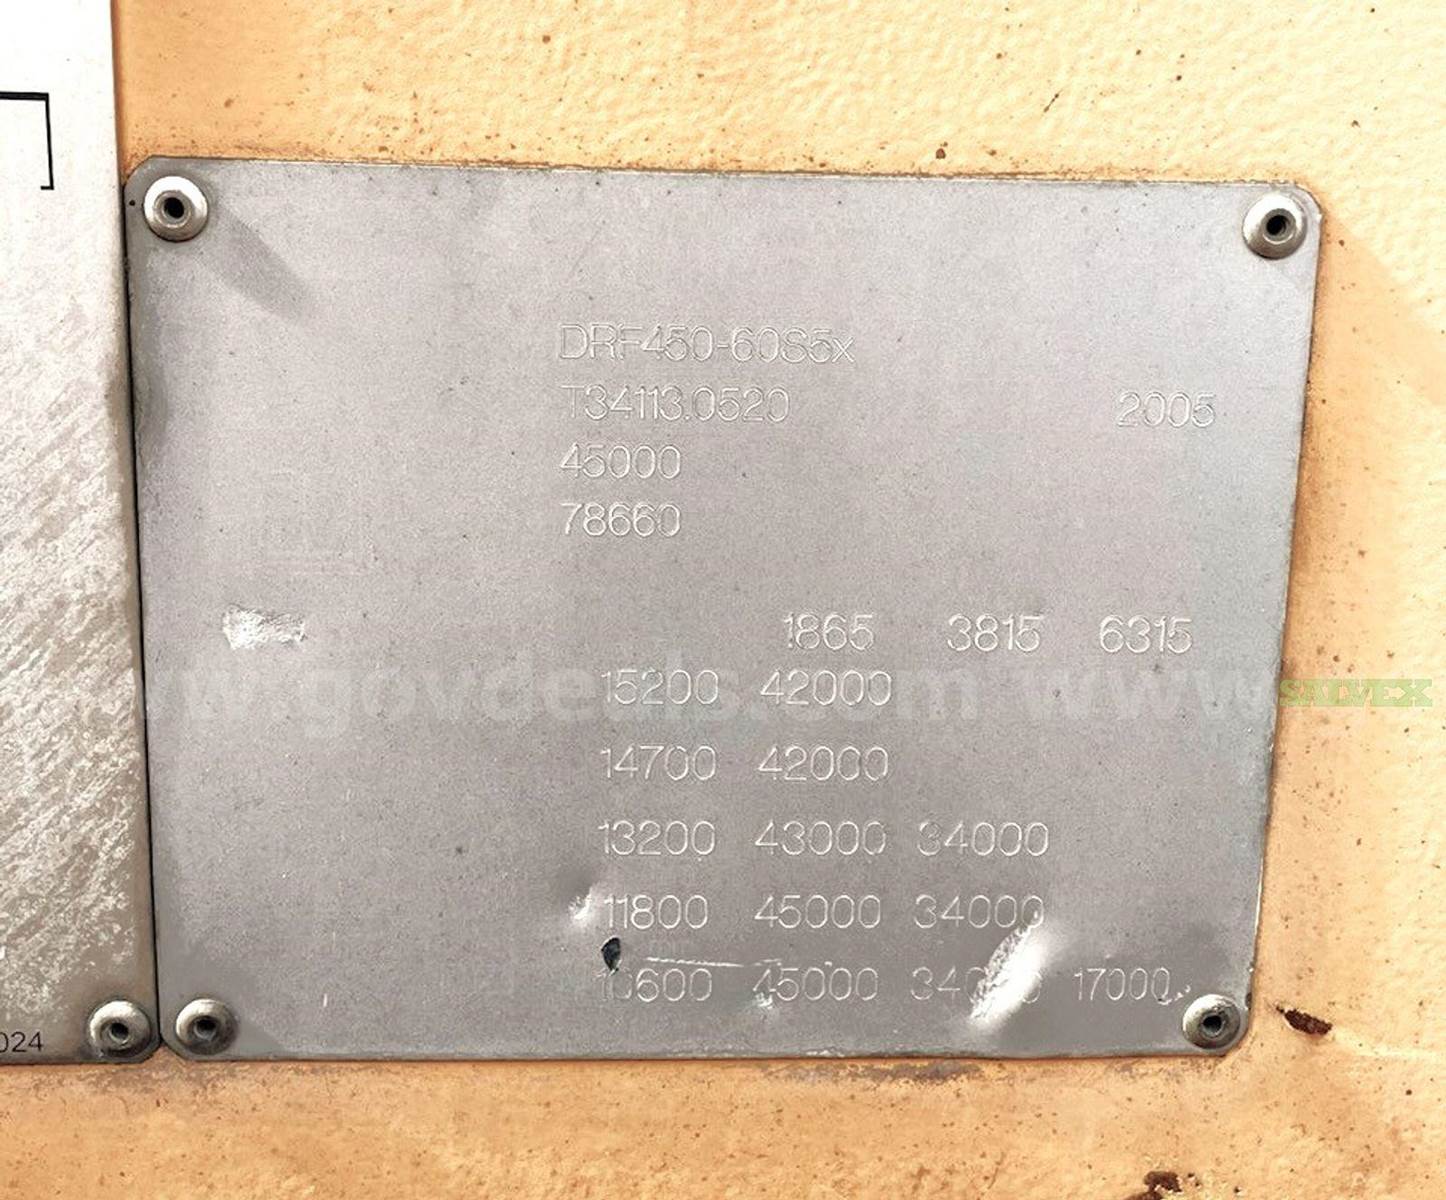 DRF450-60S5x
T34113.0520 2005
45000
78660
1865 3815 6315
15200 42000
www.govdeals.com www
SALVEX
14700 42000
13200 43000 34000
11800 45000 34000
10600 45000 17000
024